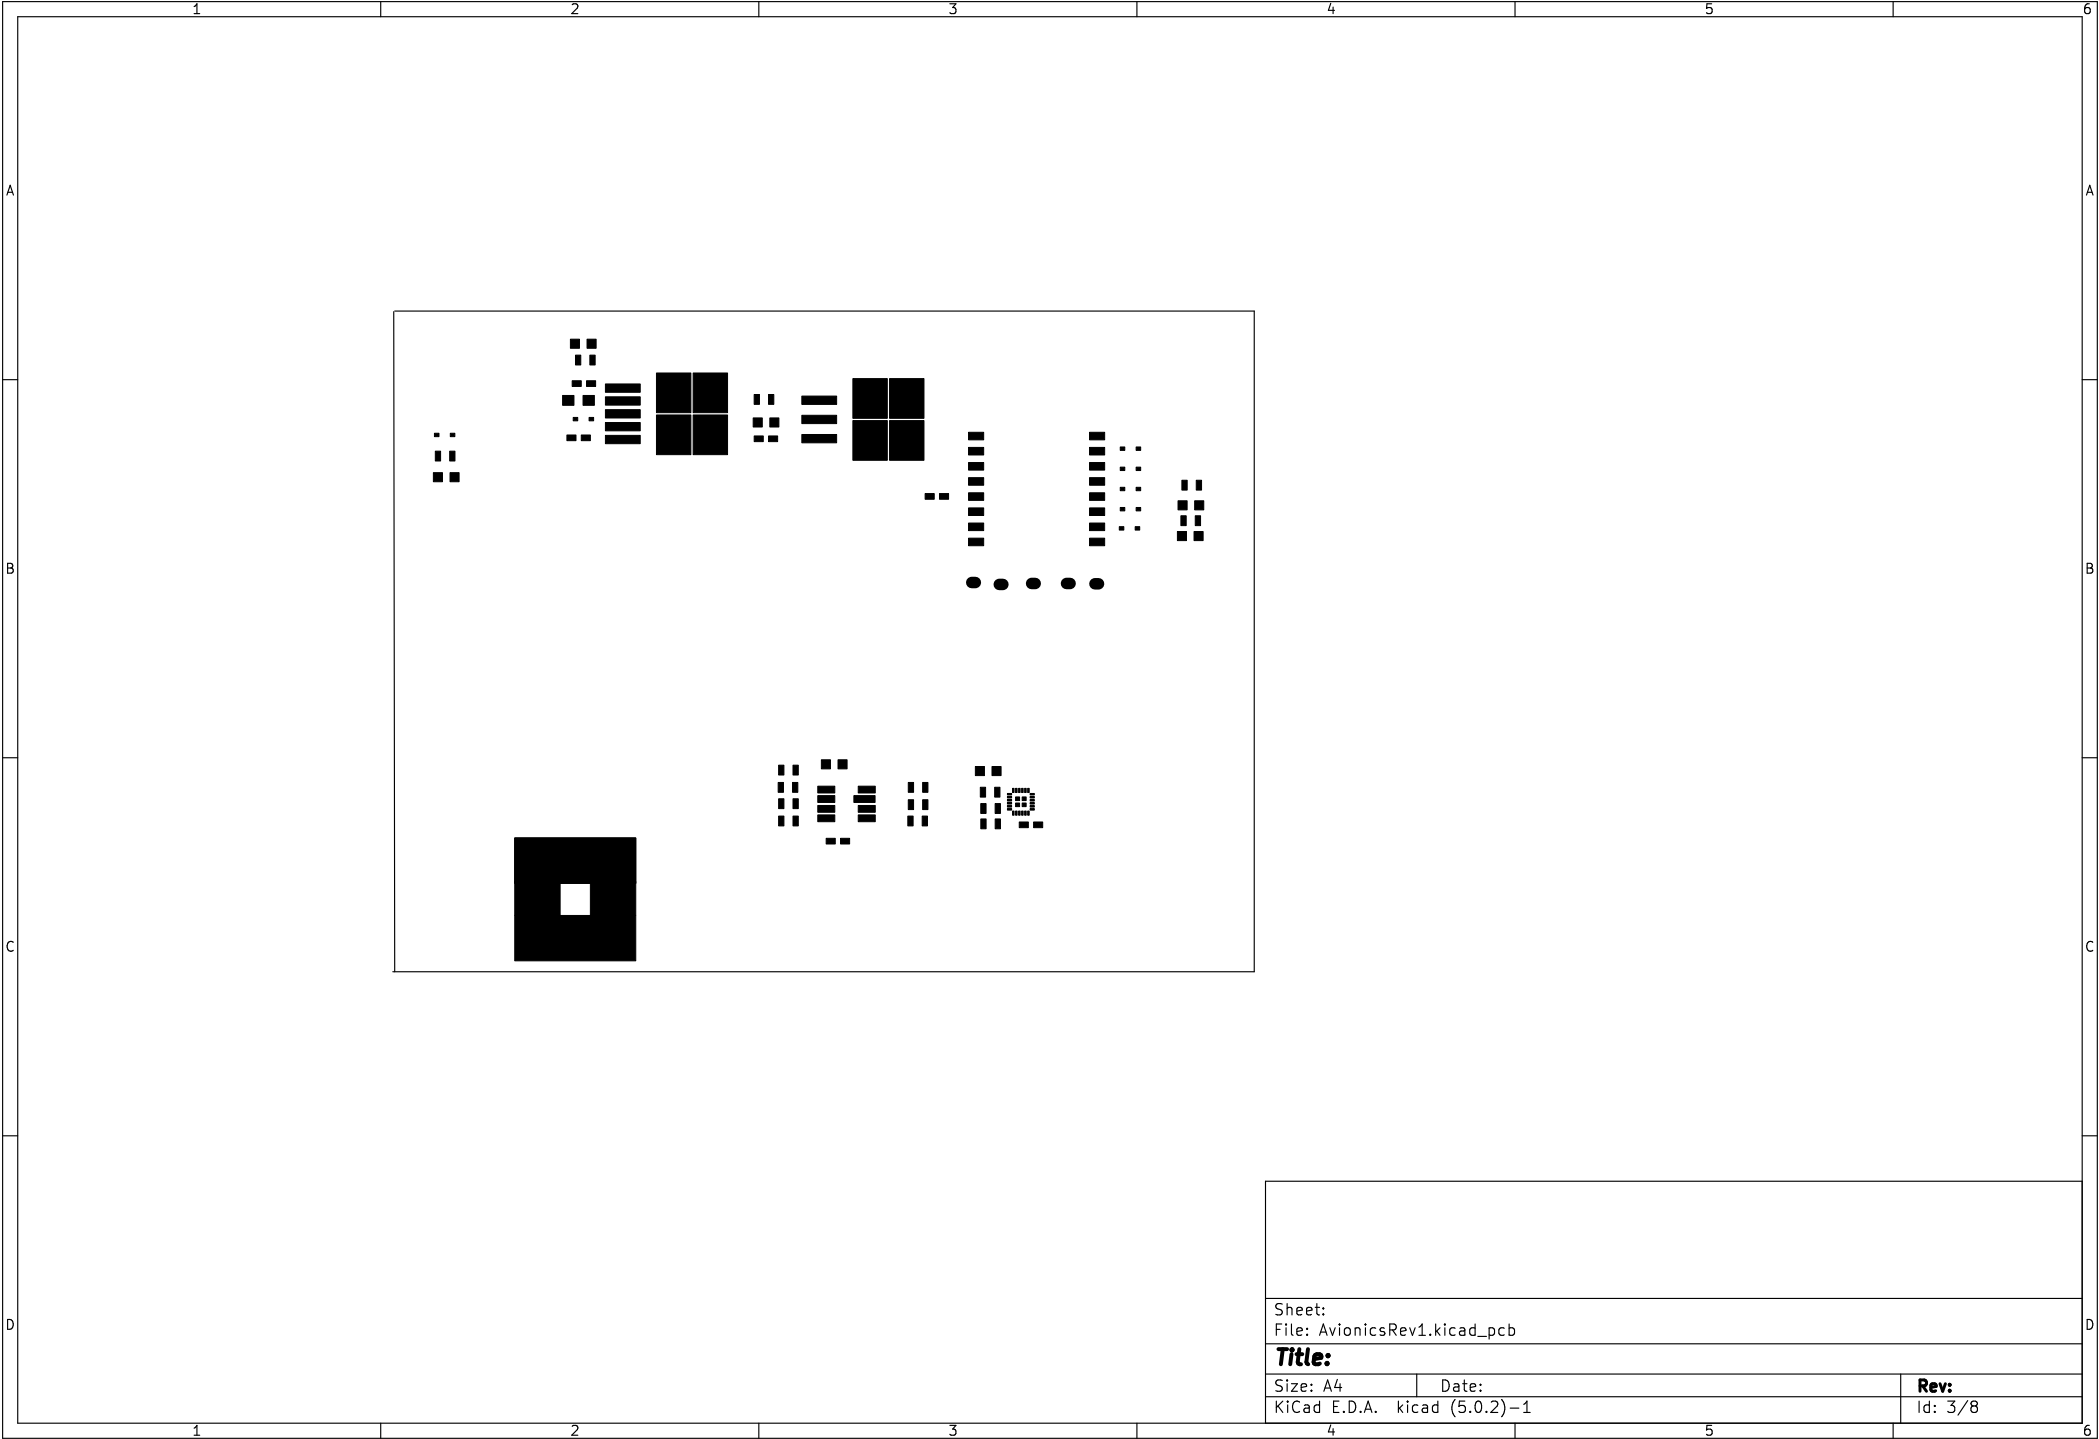 1 2 3 4 5 6
A A
B B
C C
Sheet:
File: AvionicsRev1.kicad_pcb
D D
Title:
Size: A4 Date: Rev:
KiCad E.D.A. kicad (5.0.2)-1 Id: 3/8
1 2 3 4 5 6